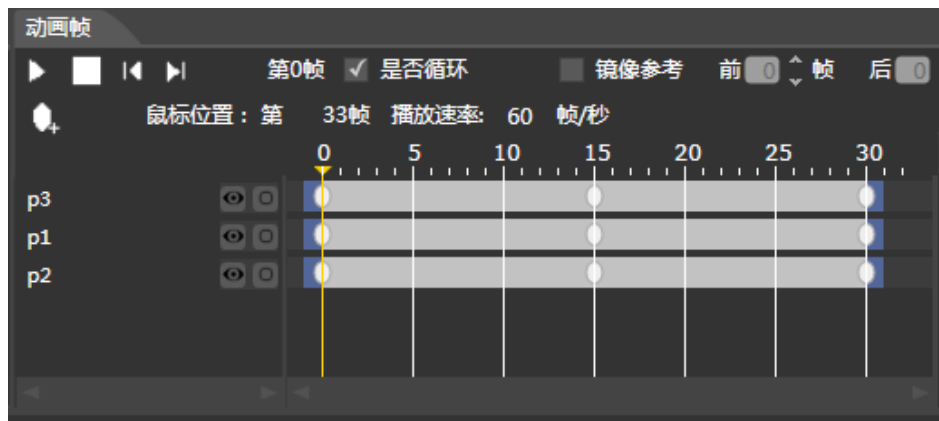 动画帧
第0帧 是否循环 镜像参考 前 0 帧 后 0
鼠标位置：第 33帧 播放速率: 60 帧/秒
0 5 10 15 20 25 30
p3
p1
p2